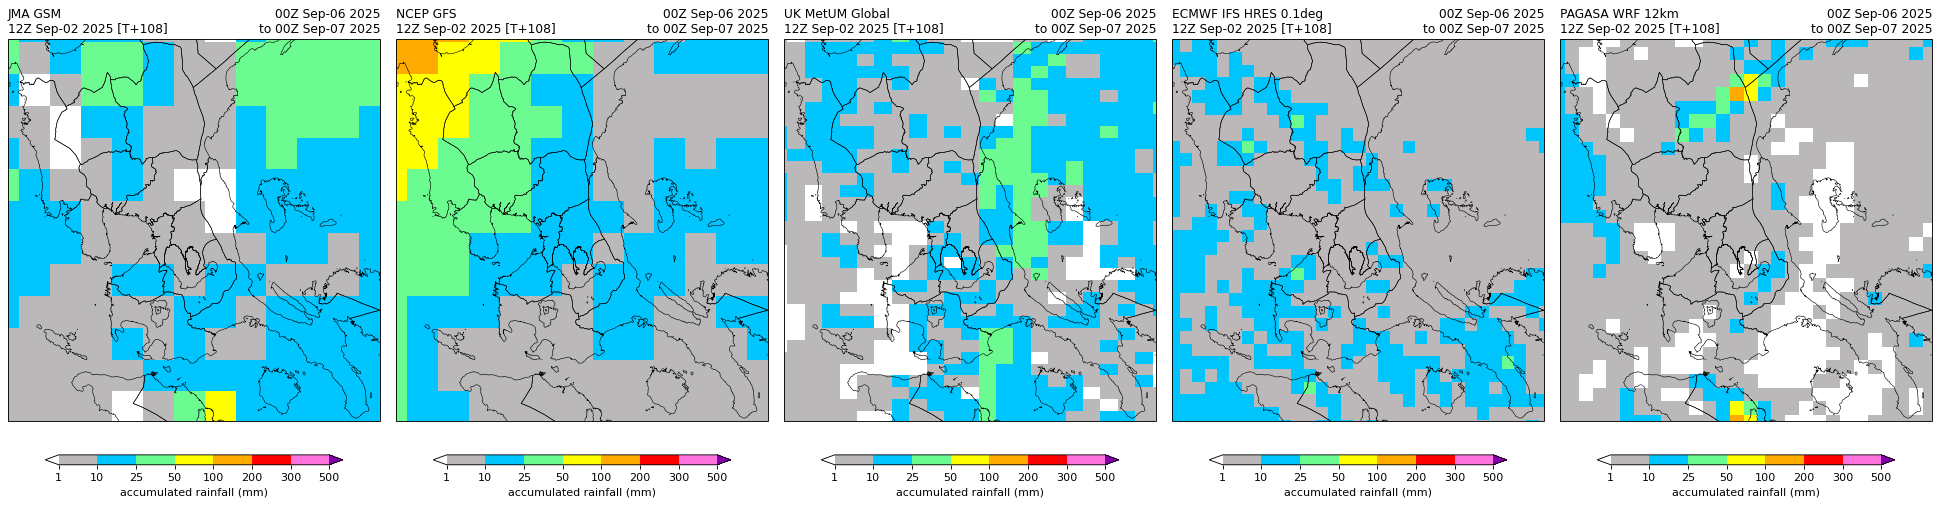 JMA GSM 00Z Sep-06 2025
12Z Sep-02 2025 [T+108] to 00Z Sep-07 2025
1 10 25 50 100 200 300 500
accumulated rainfall (mm)
NCEP GFS 00Z Sep-06 2025
12Z Sep-02 2025 [T+108] to 00Z Sep-07 2025
1 10 25 50 100 200 300 500
accumulated rainfall (mm)
UK MetUM Global 00Z Sep-06 2025
12Z Sep-02 2025 [T+108] to 00Z Sep-07 2025
1 10 25 50 100 200 300 500
accumulated rainfall (mm)
ECMWF IFS HRES 0.1deg 00Z Sep-06 2025
12Z Sep-02 2025 [T+108] to 00Z Sep-07 2025
1 10 25 50 100 200 300 500
accumulated rainfall (mm)
PAGASA WRF 12km 00Z Sep-06 2025
12Z Sep-02 2025 [T+108] to 00Z Sep-07 2025
1 10 25 50 100 200 300 500
accumulated rainfall (mm)